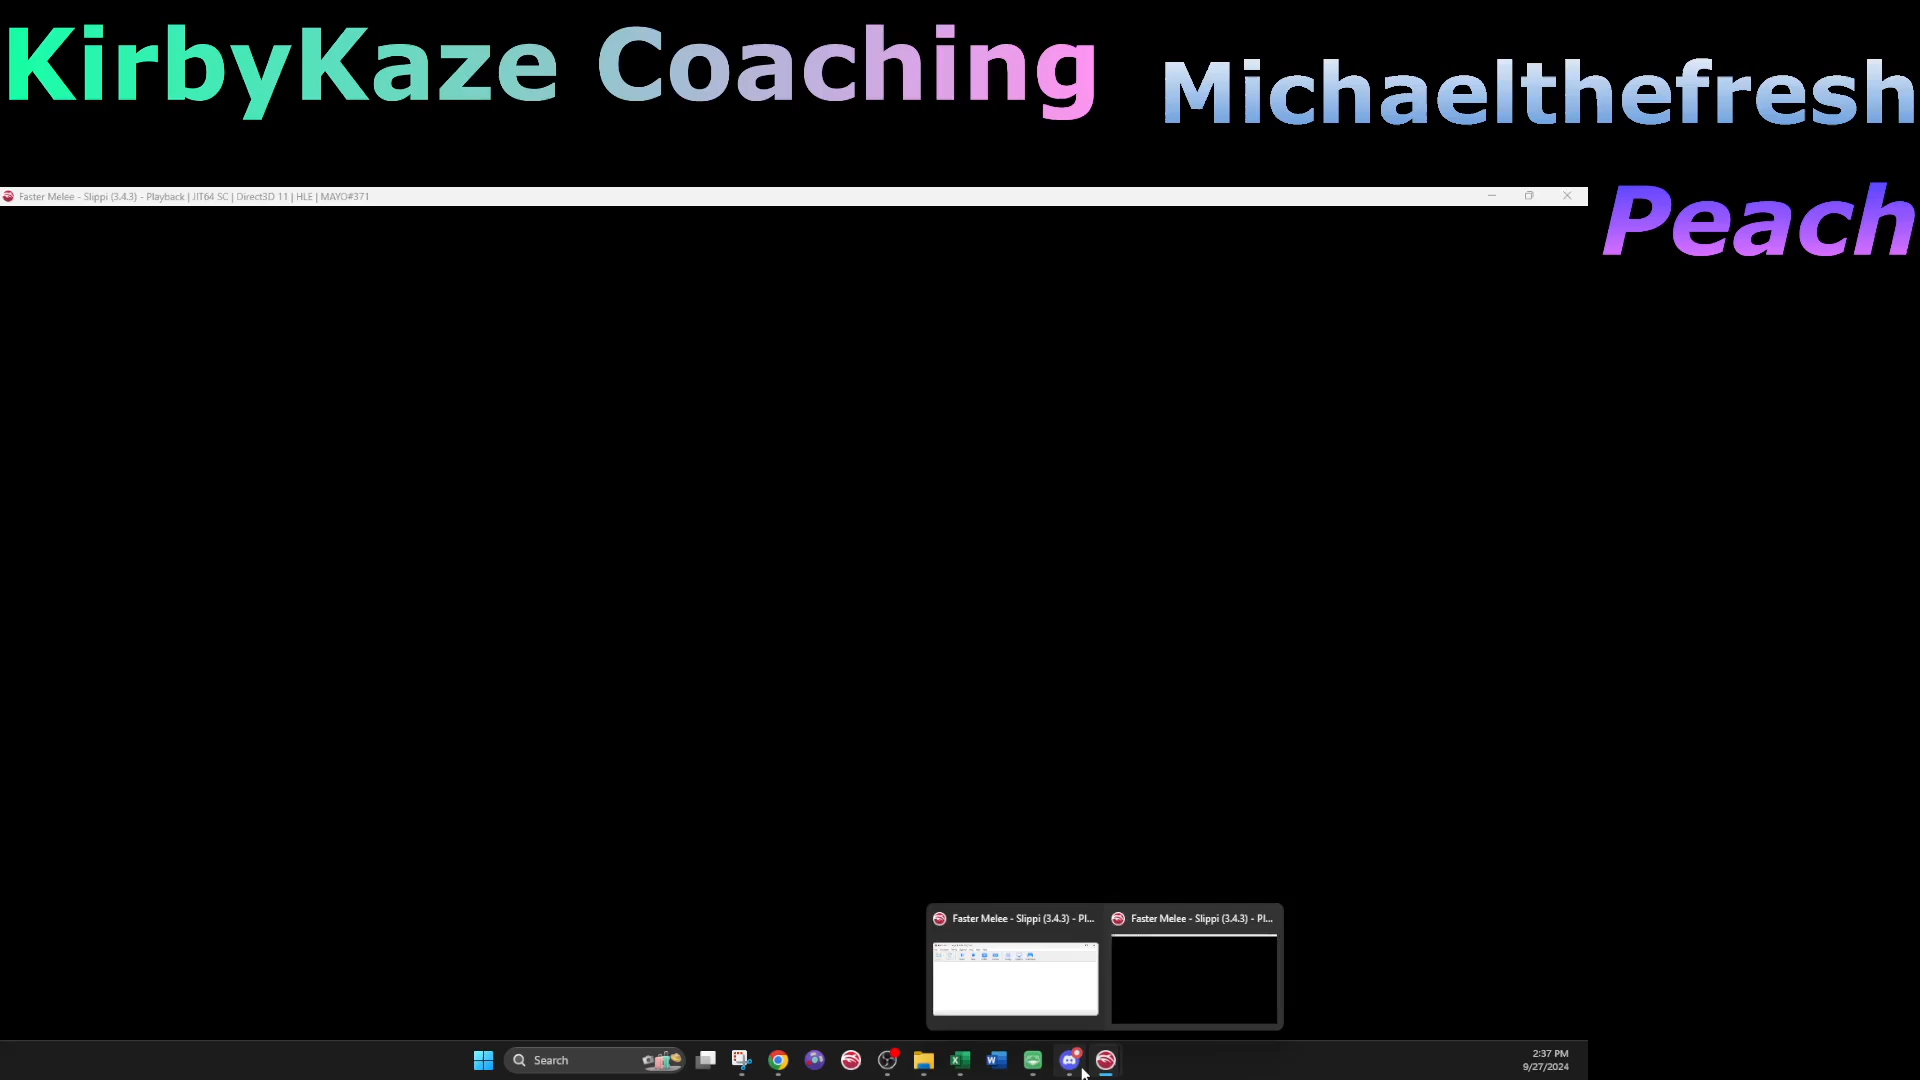 KirbyKaze Coaching
Michaelthefresh
Peach
Faster Melee - Slippi (3.4.3) - Playback | JIT64 SC | Direct3D 11 | HLE | MAYO#371
Faster Melee - Slippi (3.4.3) - Pl...
Faster Melee - Slippi (3.4.3) - Pl...
Search
2:37 PM
9/27/2024